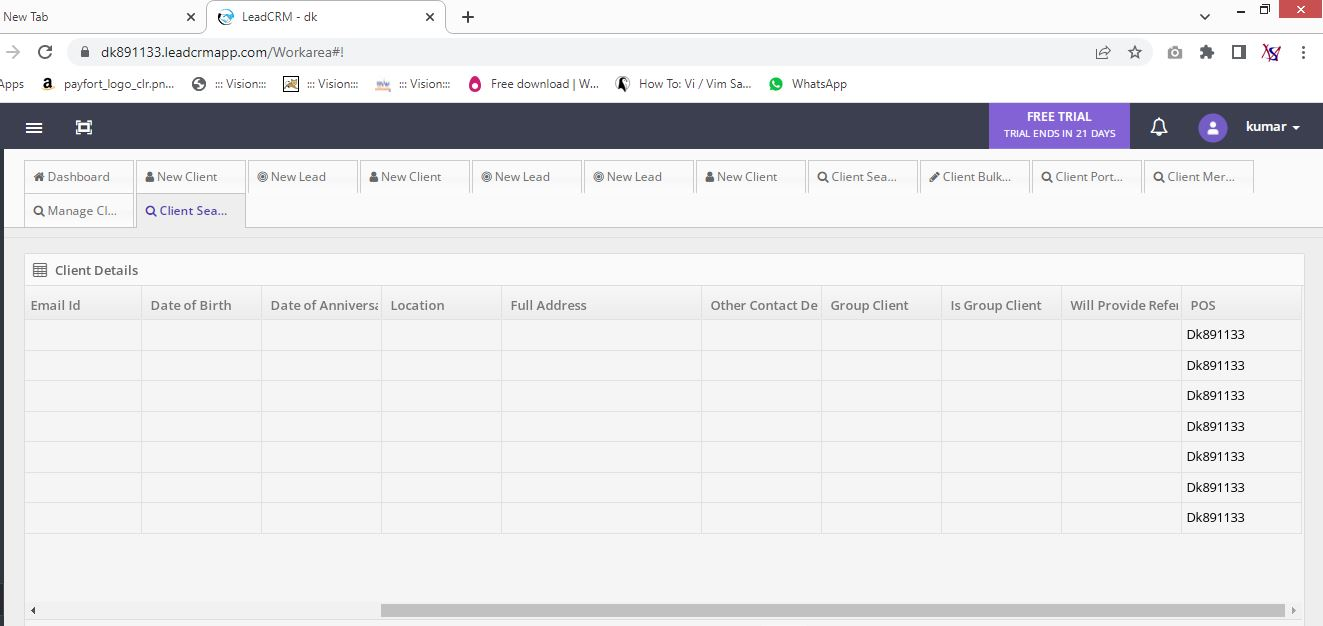 New Tab
LeadCRM - dk
dk891133.leadcrmapp.com/Workarea#!
Apps
payfort_logo_clr.pn...
::: Vision:::
::: Vision:::
::: Vision:::
Free download | W...
How To: Vi / Vim Sa...
WhatsApp
FREE TRIAL
TRIAL ENDS IN 21 DAYS
kumar
Dashboard
New Client
New Lead
New Client
New Lead
New Lead
New Client
Client Sea...
Client Bulk...
Client Port...
Client Mer...
Manage Cl...
Client Sea...
Client Details
Email Id
Date of Birth
Date of Anniversa
Location
Full Address
Other Contact De
Group Client
Is Group Client
Will Provide Refer
POS
Dk891133
Dk891133
Dk891133
Dk891133
Dk891133
Dk891133
Dk891133